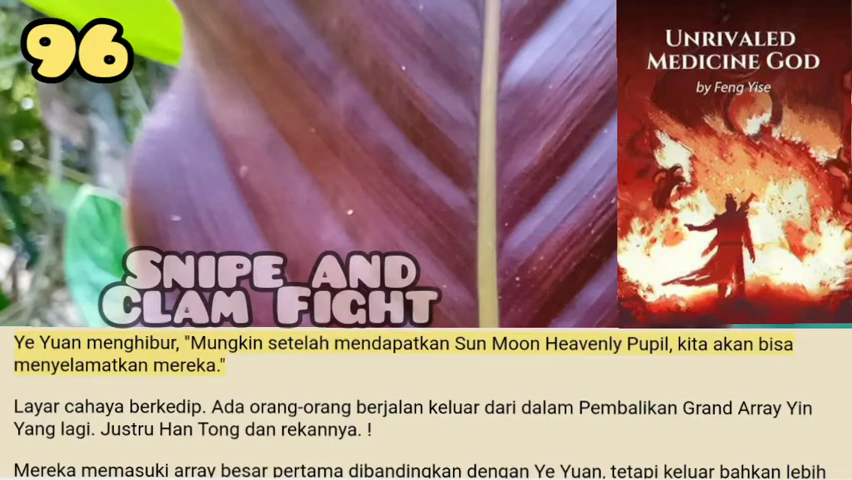 96
UNRIVALED
MEDICINE GOD
by Feng Yise
SNIPE AND
CLAM FIGHT
Ye Yuan menghibur, "Mungkin setelah mendapatkan Sun Moon Heavenly Pupil, kita akan bisa
menyelamatkan mereka."
Layar cahaya berkedip. Ada orang-orang berjalan keluar dari dalam Pembalikan Grand Array Yin
Yang lagi. Justru Han Tong dan rekannya. !
Mereka memasuki array besar pertama dibandingkan dengan Ye Yuan, tetapi keluar bahkan lebih